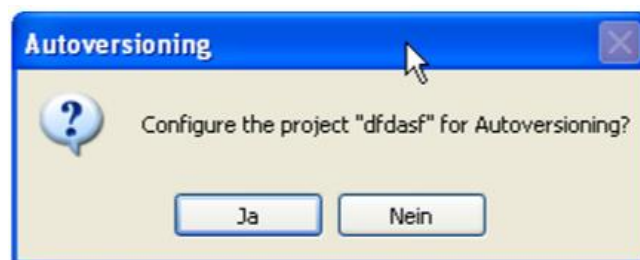 Autoversioning
Configure the project "dfdasf" for Autoversioning?
Ja
Nein